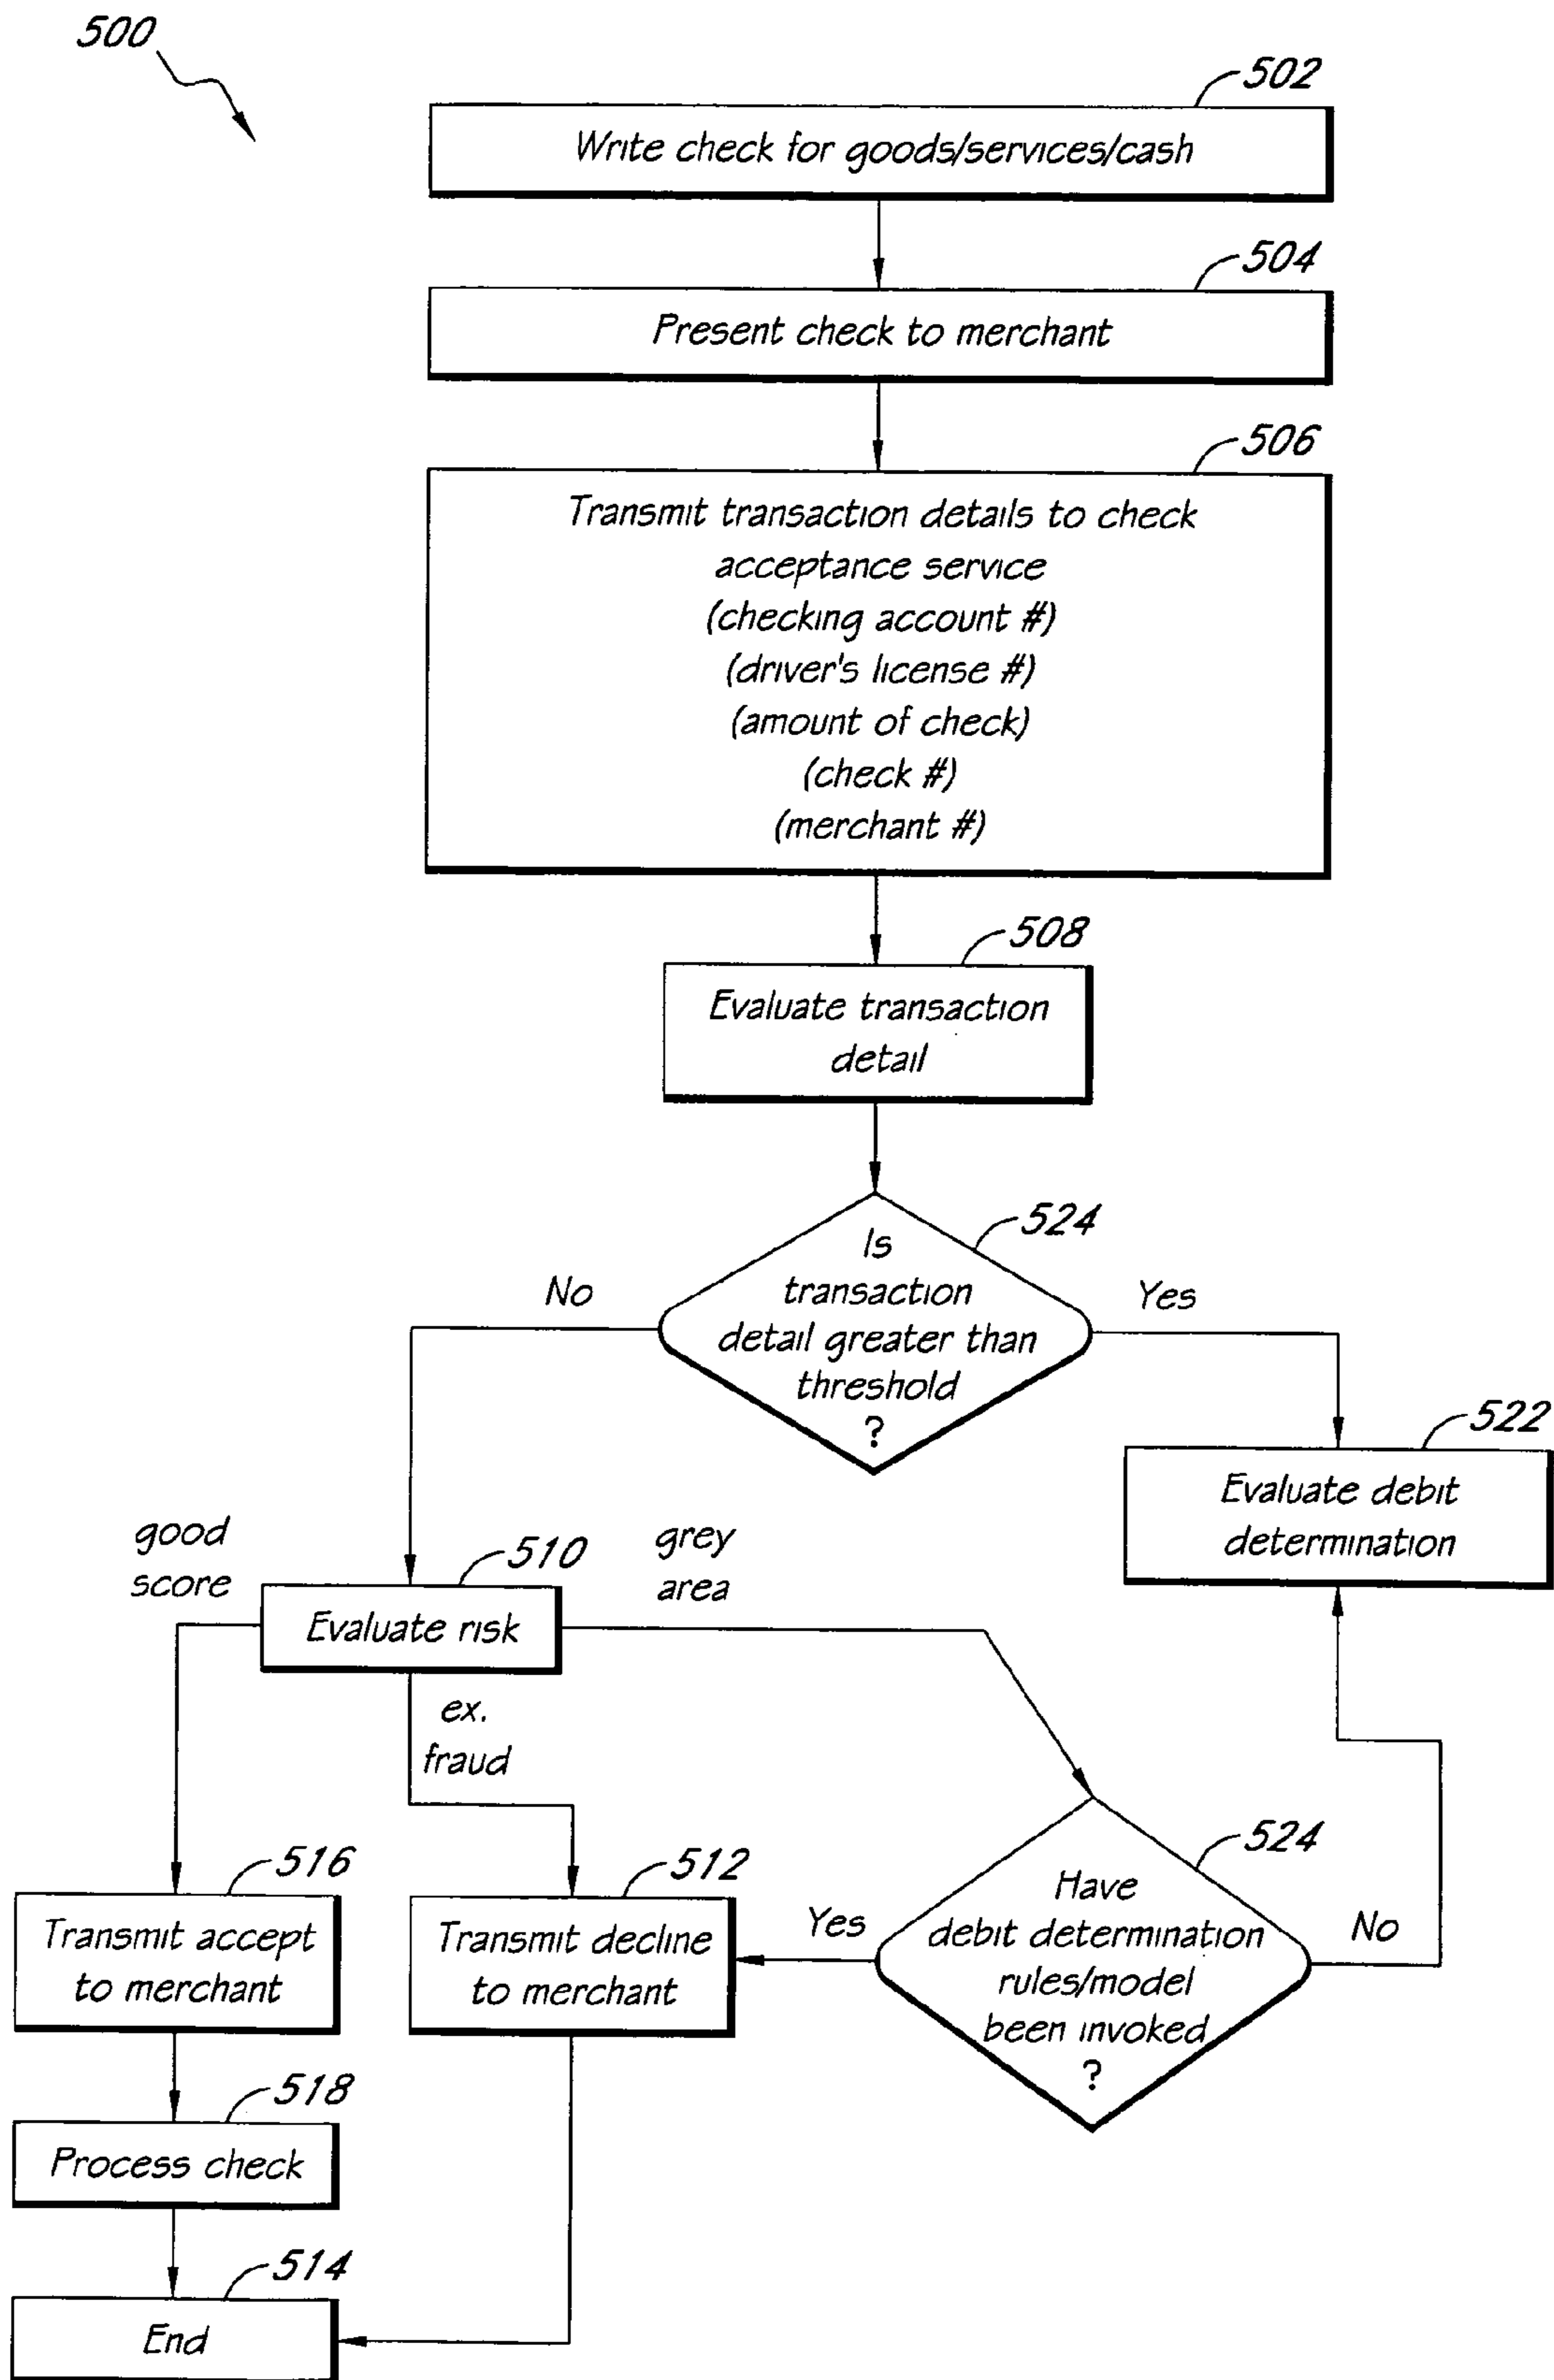 500
502
Write check for goods/services/cash
504
Present check to merchant
506
Transmit transaction details to check
acceptance service
(checking account #)
(driver's license #)
(amount of check)
(check #)
(merchant #)
508
Evaluate transaction
detail
524
Is
transaction
detail greater than
threshold
?
No
Yes
522
Evaluate debit
determination
good
score
510
grey
area
Evaluate risk
ex.
fraud
516
Transmit accept
to merchant
512
Transmit decline
to merchant
Yes
524
Have
debit determination
rules/model
been invoked
?
No
518
Process check
514
End